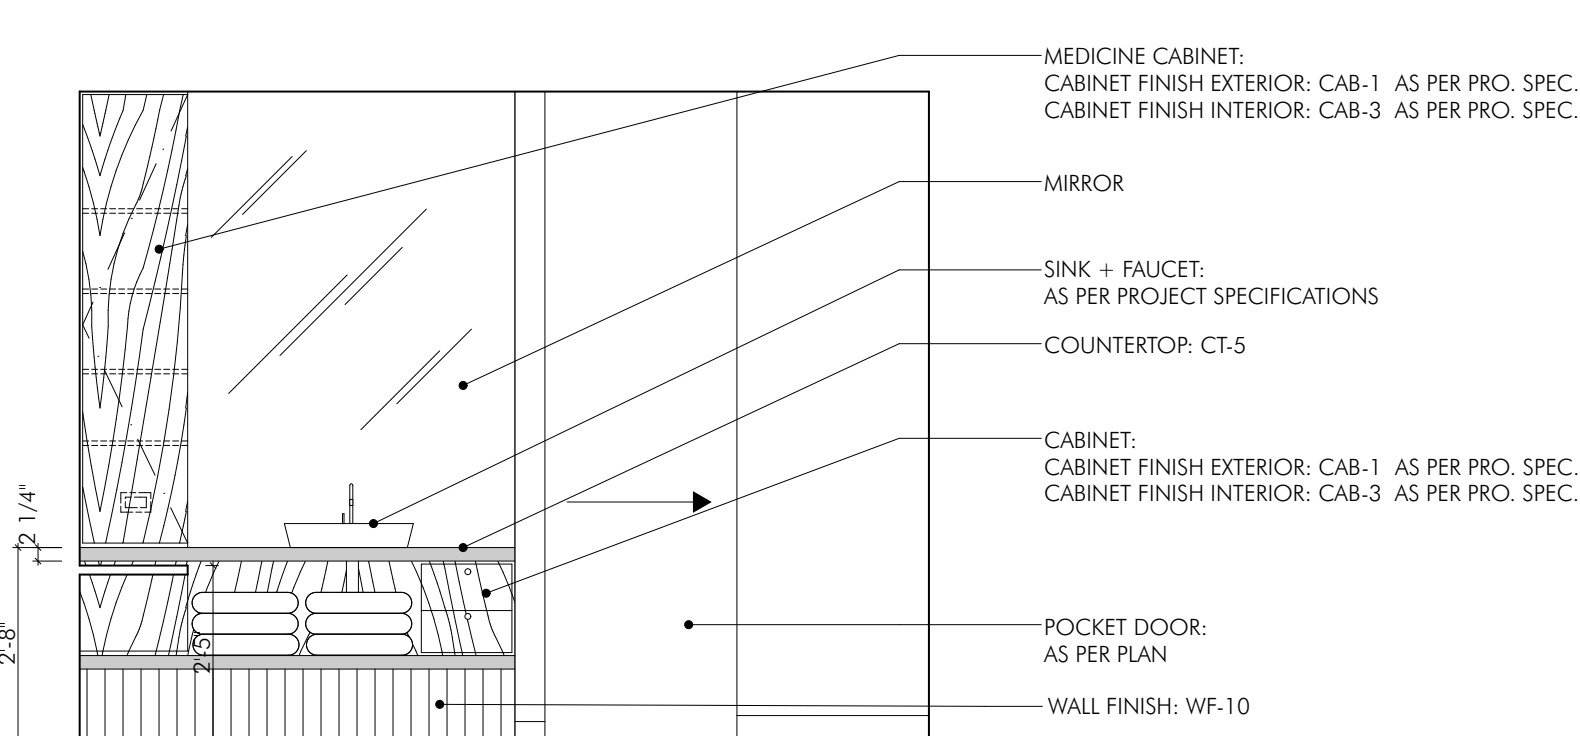 MEDICINE CABINET:
CABINET FINISH EXTERIOR: CAB-1 AS PER PRO. SPEC.
CABINET FINISH INTERIOR: CAB-3 AS PER PRO. SPEC.
MIRROR
SINK + FAUCET:
AS PER PROJECT SPECIFICATIONS
COUNTERTOP: CT-5
CABINET:
CABINET FINISH EXTERIOR: CAB-1 AS PER PRO. SPEC.
CABINET FINISH INTERIOR: CAB-3 AS PER PRO. SPEC.
2 1/4"
2'-8"
2'-5"
POCKET DOOR:
AS PER PLAN
WALL FINISH: WF-10